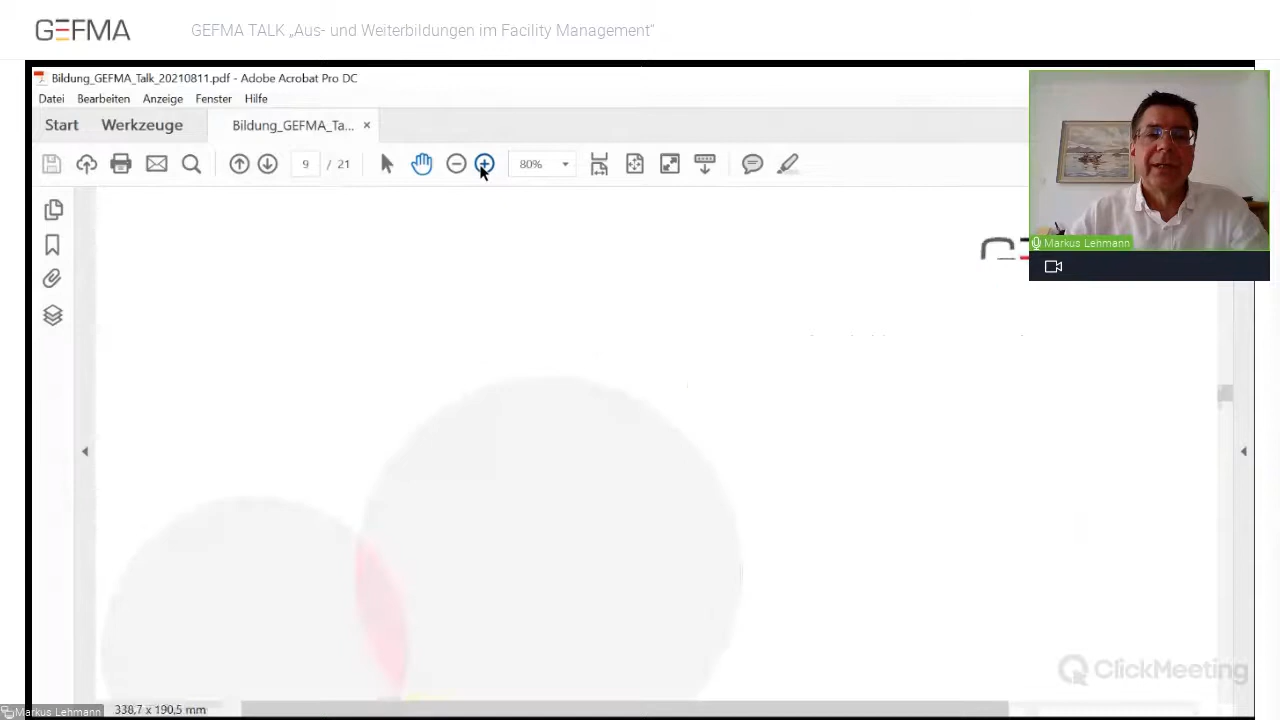 GEFMA
GEFMA TALK „Aus- und Weiterbildungen im Facility Management“
Bildung_GEFMA_Talk_20210811.pdf - Adobe Acrobat Pro DC
Datei Bearbeiten Anzeige Fenster Hilfe
Start Werkzeuge Bildung_GEFMA_Ta... ×
9 / 21 80%
Markus Lehmann
ClickMeeting
Markus Lehmann 338,7 x 190,5 mm